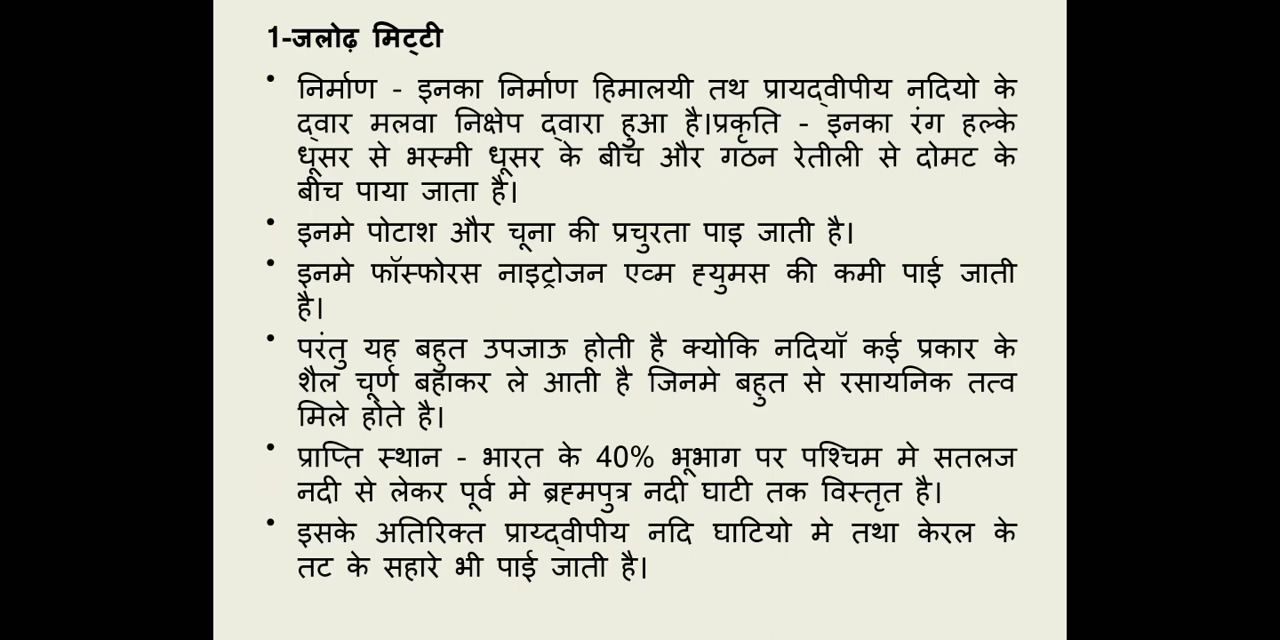 1-जलोढ़ मिट्टी
• निर्माण - इनका निर्माण हिमालयी तथ प्रायद्वीपीय नदियो के
द्वार मलवा निक्षेप द्वारा हुआ है।प्रकृति - इनका रंग हल्के
धूसर से भस्मी धूसर के बीच और गठन रेतीली से दोमट के
बीच पाया जाता है।
• इनमे पोटाश और चूना की प्रचुरता पाइ जाती है।
• इनमे फॉस्फोरस नाइट्रोजन एव्म ह्युमस की कमी पाई जाती
है।
• परंतु यह बहुत उपजाऊ होती है क्योकि नदियॉ कई प्रकार के
शैल चूर्ण बहाकर ले आती है जिनमे बहुत से रसायनिक तत्व
मिले होते है।
• प्राप्ति स्थान - भारत के 40% भूभाग पर पश्चिम मे सतलज
नदी से लेकर पूर्व मे ब्रह्मपुत्र नदी घाटी तक विस्तृत है।
• इसके अतिरिक्त प्राय्द्वीपीय नदि घाटियो मे तथा केरल के
तट के सहारे भी पाई जाती है।